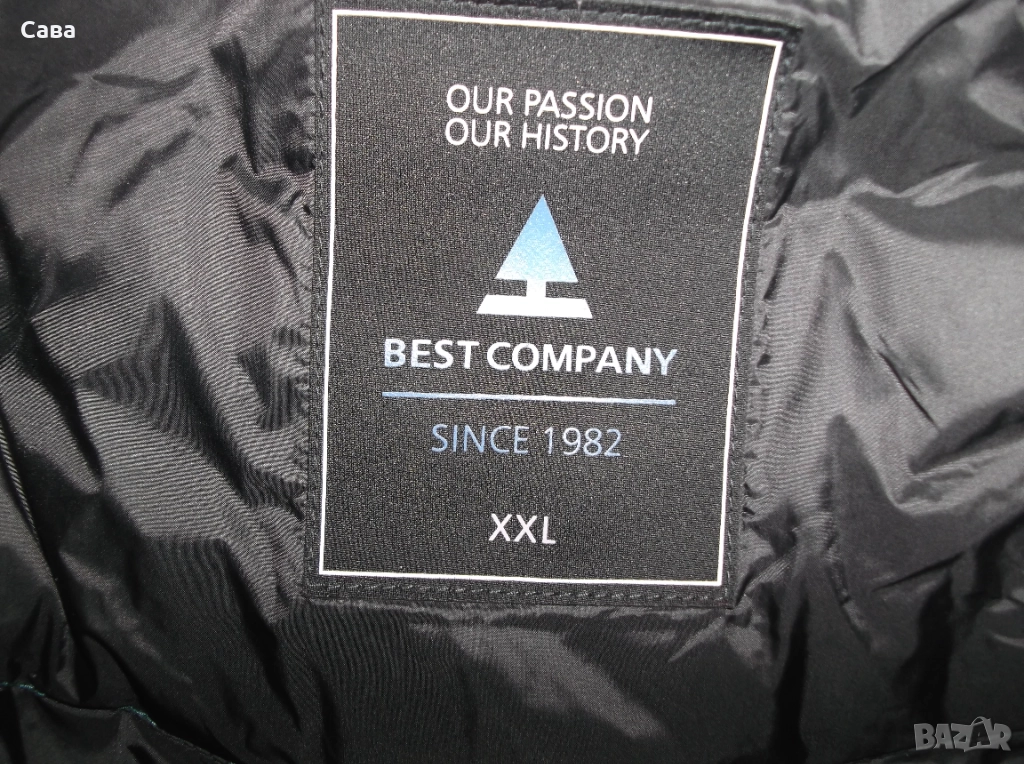 Сава
OUR PASSION
OUR HISTORY
BEST COMPANY
SINCE 1982
XXL
BAZAR